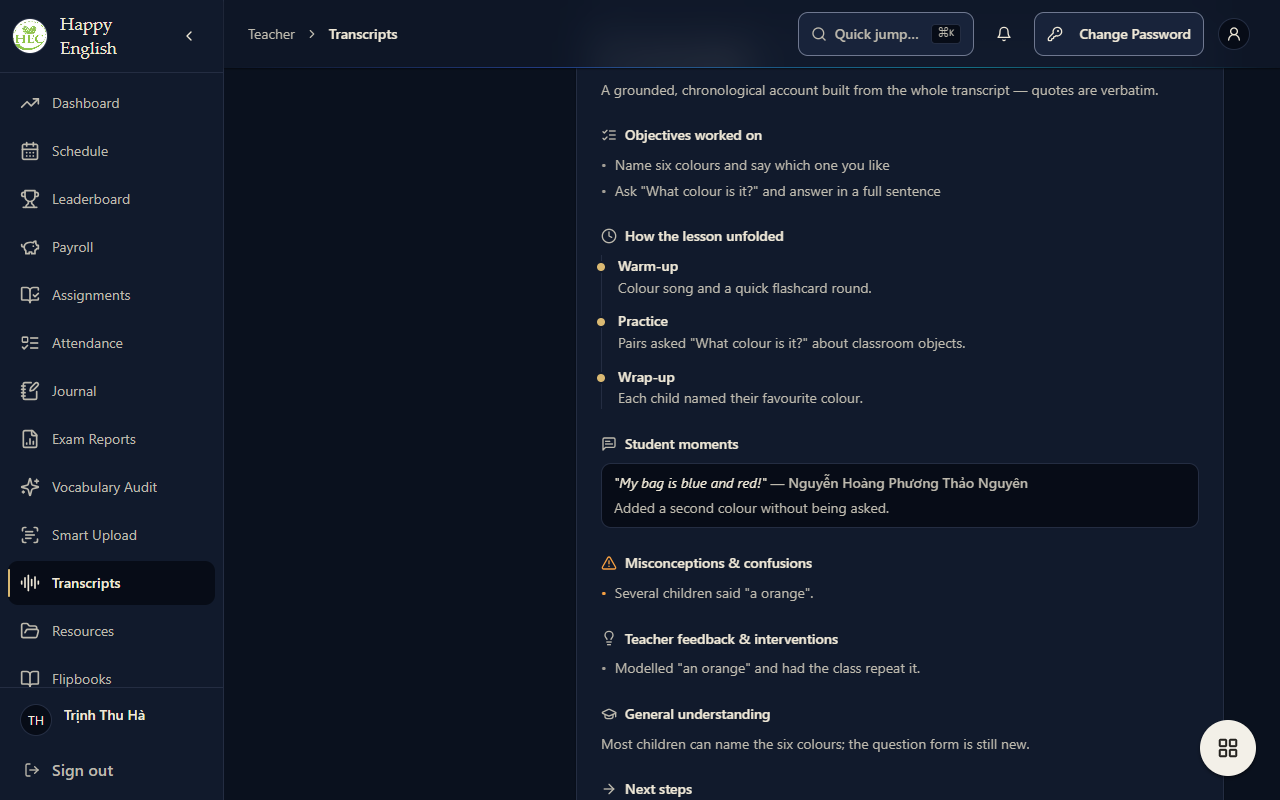 HEC
Happy
English
Dashboard
Schedule
Leaderboard
Payroll
Assignments
Attendance
Journal
Exam Reports
Vocabulary Audit
Smart Upload
Transcripts
Resources
Flipbooks
TH
Trịnh Thu Hà
Sign out
Teacher
Transcripts
Quick jump...
⌘K
Change Password
A grounded, chronological account built from the whole transcript — quotes are verbatim.
Objectives worked on
• Name six colours and say which one you like
• Ask "What colour is it?" and answer in a full sentence
How the lesson unfolded
Warm-up
Colour song and a quick flashcard round.
Practice
Pairs asked "What colour is it?" about classroom objects.
Wrap-up
Each child named their favourite colour.
Student moments
"My bag is blue and red!" — Nguyễn Hoàng Phương Thảo Nguyên
Added a second colour without being asked.
Misconceptions & confusions
• Several children said "a orange".
Teacher feedback & interventions
• Modelled "an orange" and had the class repeat it.
General understanding
Most children can name the six colours; the question form is still new.
Next steps